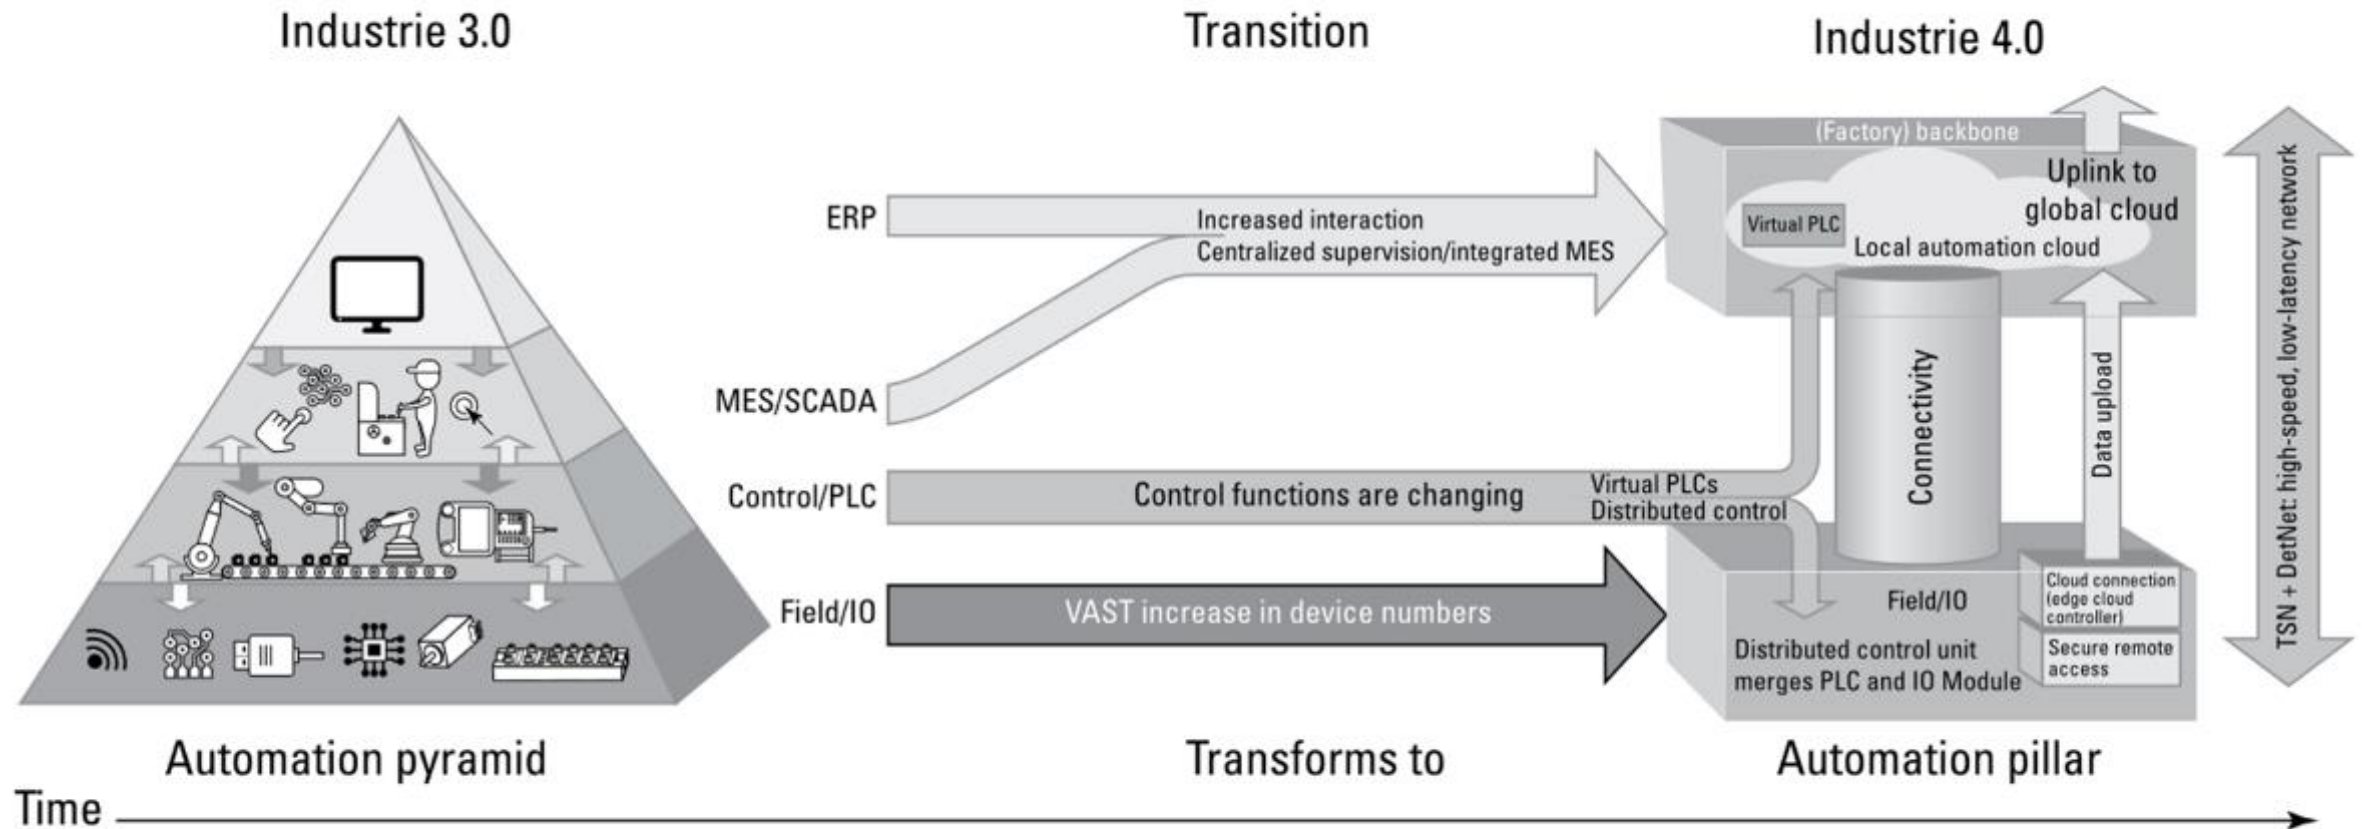 Industrie 3.0
Transition
Industrie 4.0
(Factory) backbone
Uplink to
global cloud
Virtual PLC
Local automation cloud
ERP
Increased interaction
Centralized supervision/integrated MES
MES/SCADA
Control/PLC
Control functions are changing
Virtual PLCs
Distributed control
Connectivity
Data upload
TSN + DetNet: high-speed, low-latency network
Field/IO
VAST increase in device numbers
Field/IO
Cloud connection
(edge cloud
controller)
Distributed control unit
merges PLC and IO Module
Secure remote
access
Automation pyramid
Transforms to
Automation pillar
Time